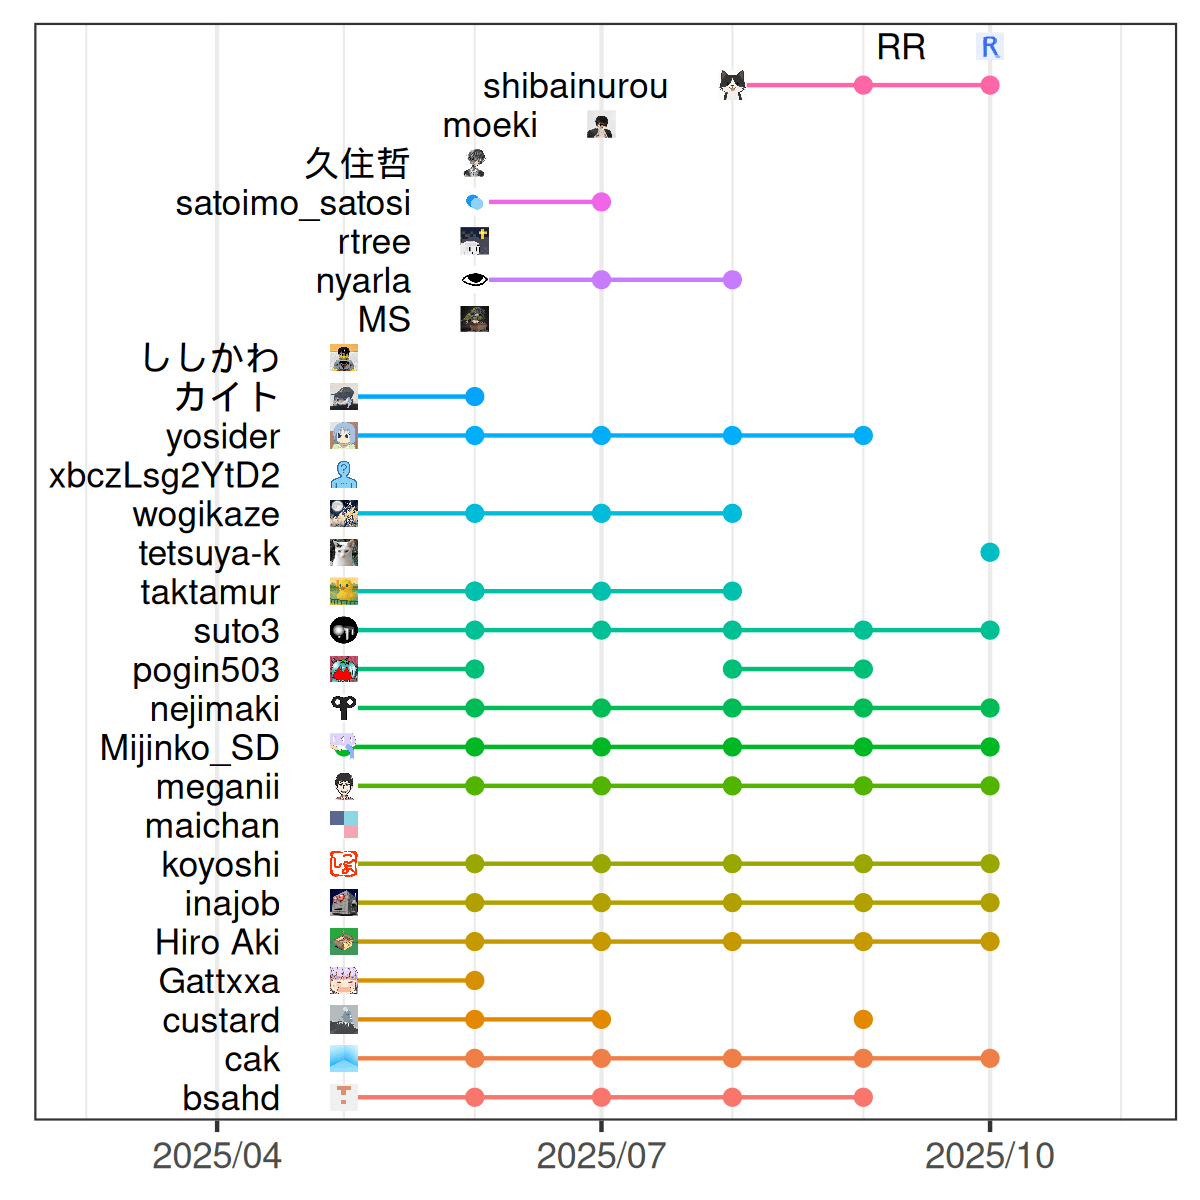 RR R
shibainurou
moeki
久住哲
satoimo_satosi
rtree
nyarla
MS
ししかわ
カイト
yosider
xbczLsg2YtD2
wogikaze
tetsuya-k
taktamur
suto3
pogin503
nejimaki
Mijinko_SD
meganii
maichan
koyoshi
inajob
Hiro Aki
Gattxxa
custard
cak
bsahd
2025/04 2025/07 2025/10